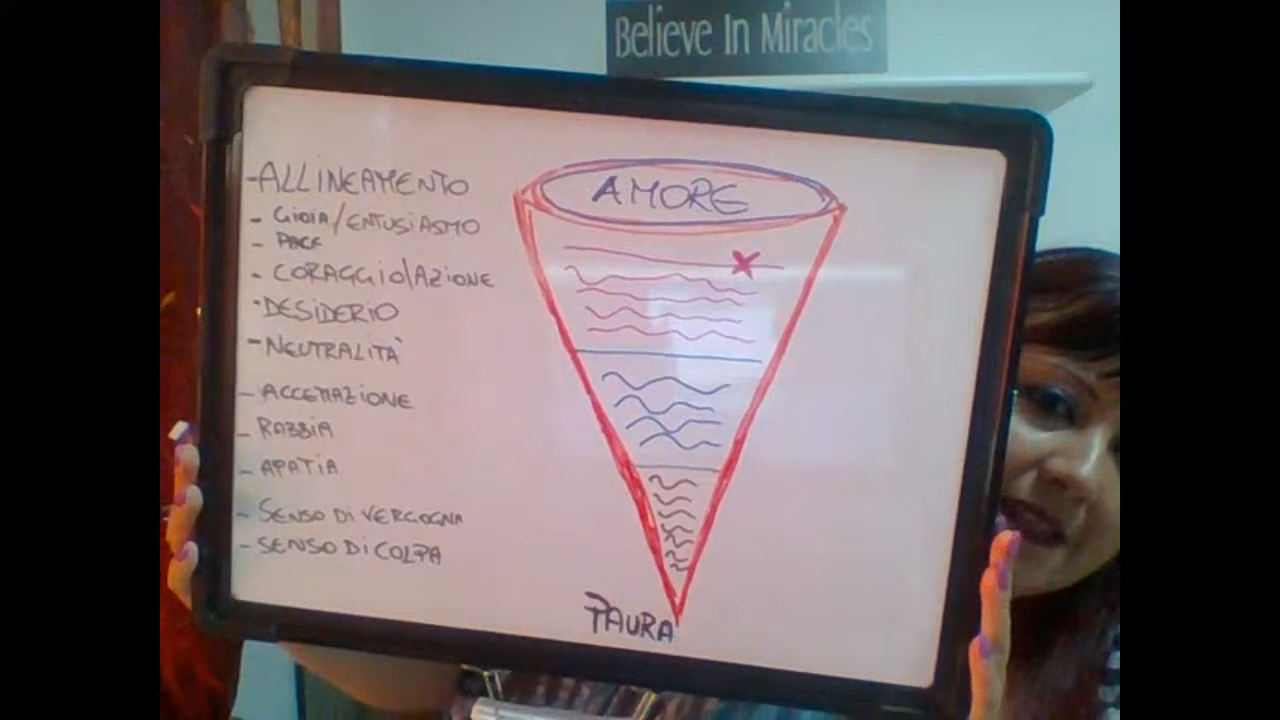 Believe In Miracles
-ALLINEAMENTO
- GIOIA/ENTUSIASMO
- PACE
- CORAGGIO/AZIONE
-DESIDERIO
-NEUTRALITÀ
- ACCETTAZIONE
- RABBIA
- APATIA
- SENSO DI VERGOGNA
- SENSO DI COLPA
AMORE
PAURA